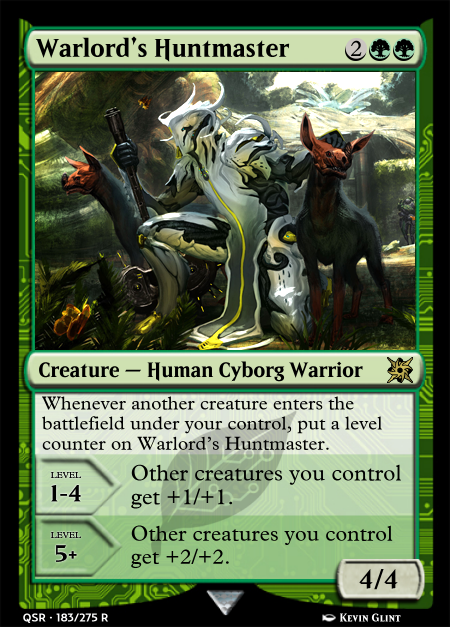 Warlord's Huntmaster 2
Creature — Human Cyborg Warrior
Whenever another creature enters the
battlefield under your control, put a level
counter on Warlord's Huntmaster.
LEVEL
1-4
Other creatures you control
get +1/+1.
LEVEL
5+
Other creatures you control
get +2/+2.
4/4
QSR · 183/275 R
Kevin Glint